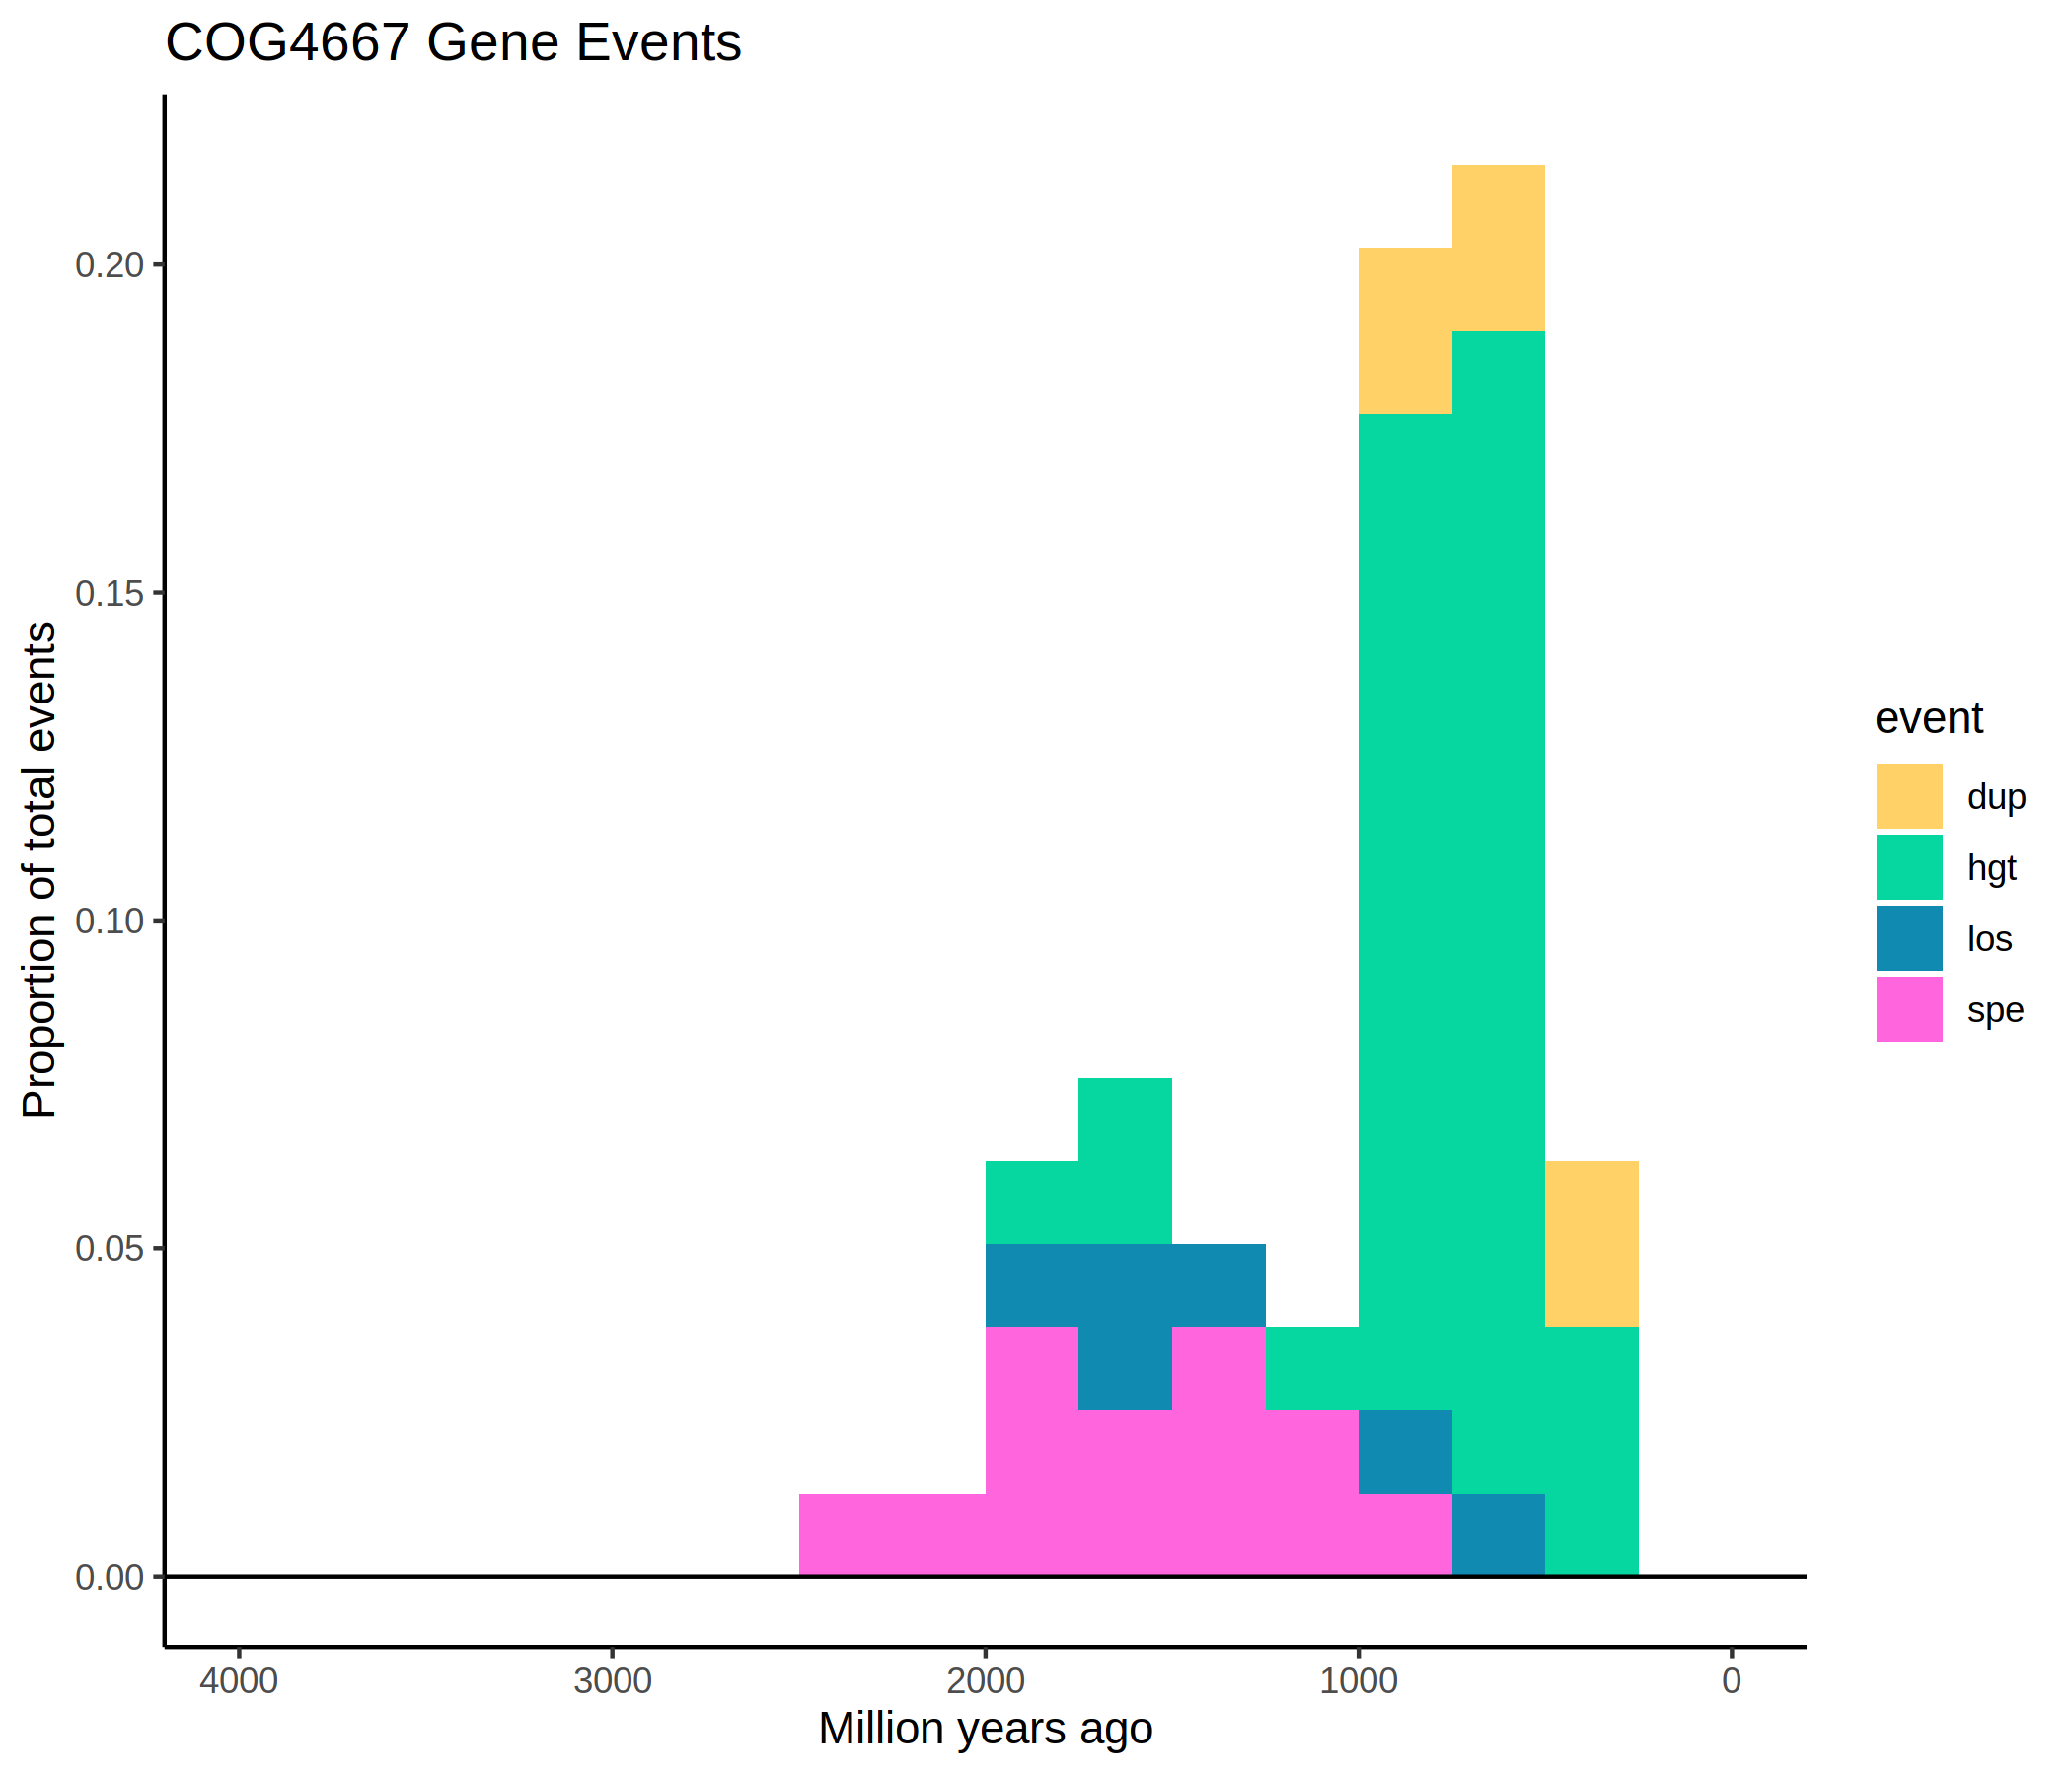 COG4667 Gene Events
Proportion of total events
0.20
0.15
0.10
0.05
0.00
4000 3000 2000 1000 0
Million years ago
event
dup
hgt
los
spe